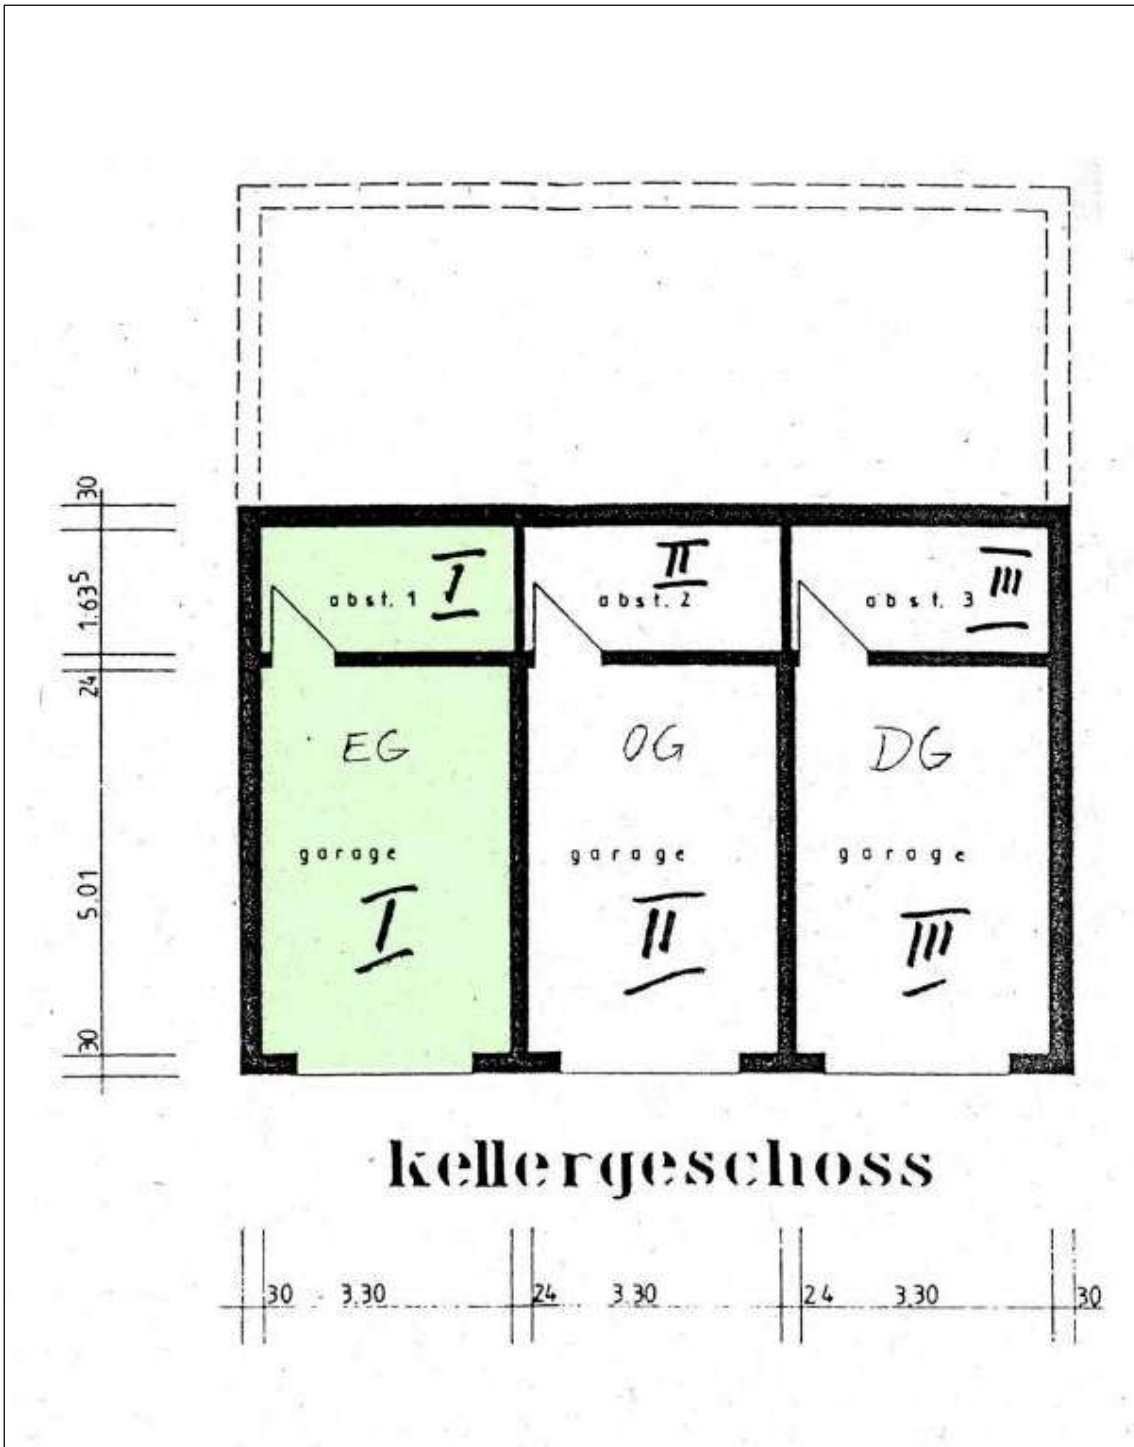 30
1.635
24
5.01
30
abst. 1 I
abst. 2 II
abst. 3 III
EG
OG
DG
garage
garage
garage
I
II
III
kellergeschoss
30 3.30 24 3.30 24 3.30 30